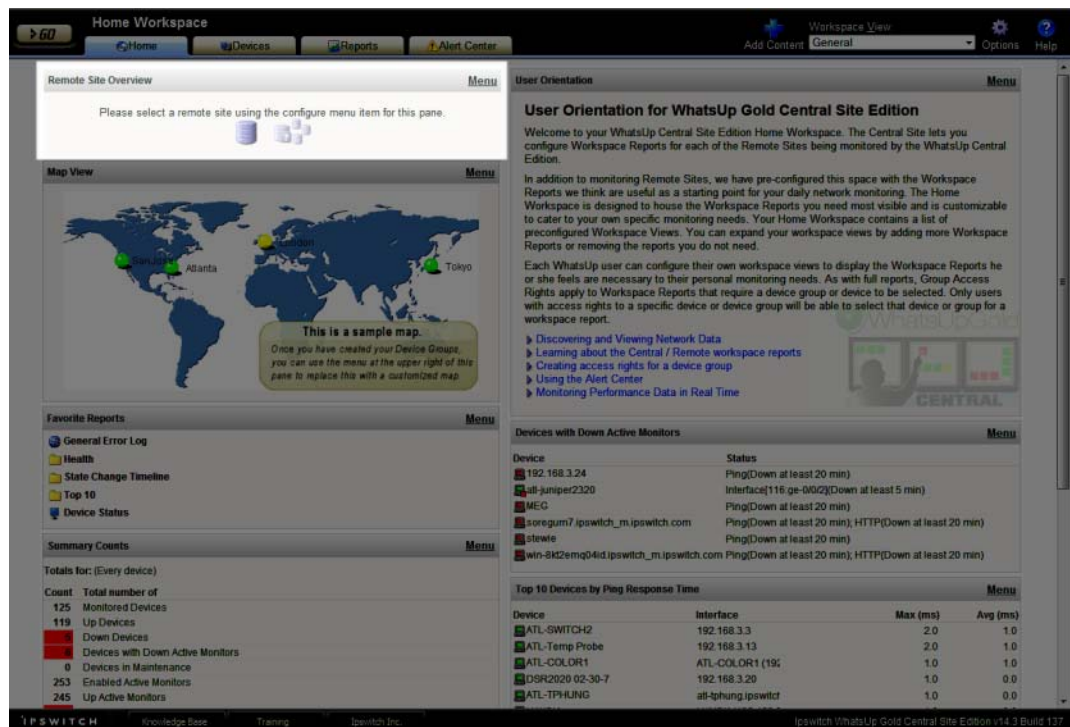 GO
Home Workspace
Home
Devices
Reports
Alert Center
Add Content
Workspace View
General
Options
Help
Remote Site Overview
Menu
Please select a remote site using the configure menu item for this pane.
Map View
Menu
San Jose
Atlanta
London
Tokyo
This is a sample map.
Once you have created your Device Groups,
you can use the menu at the upper right of this
pane to replace this with a customized map.
Favorite Reports
Menu
General Error Log
Health
State Change Timeline
Top 10
Device Status
Summary Counts
Menu
Totals for: (Every device)
Count Total number of
125 Monitored Devices
119 Up Devices
Down Devices
Devices with Down Active Monitors
0 Devices in Maintenance
253 Enabled Active Monitors
245 Up Active Monitors
User Orientation
Menu
User Orientation for WhatsUp Gold Central Site Edition
Welcome to your WhatsUp Central Site Edition Home Workspace. The Central Site lets you
configure Workspace Reports for each of the Remote Sites being monitored by the WhatsUp Central
Edition.
In addition to monitoring Remote Sites, we have pre-configured this space with the Workspace
Reports we think are useful as a starting point for your daily network monitoring. The Home
Workspace is designed to house the Workspace Reports you need most visible and is customizable
to cater to your own specific monitoring needs. Your Home Workspace contains a list of
preconfigured Workspace Views. You can expand your workspace views by adding more Workspace
Reports or removing the reports you do not need.
Each WhatsUp user can configure their own workspace views to display the Workspace Reports he
or she feels are necessary to their personal monitoring needs. As with full reports, Group Access
Rights apply to Workspace Reports that require a device group or device to be selected. Only users
with access rights to a specific device or device group will be able to select that device or group for a
workspace report.
Discovering and Viewing Network Data
Learning about the Central / Remote workspace reports
Creating access rights for a device group
Using the Alert Center
Monitoring Performance Data in Real Time
WhatsUpGold
CENTRAL
Devices with Down Active Monitors
Menu
Device Status
192.168.3.24 Ping(Down at least 20 min)
atl-juniper2320 Interface[116:ge-0/0/2](Down at least 5 min)
MEG Ping(Down at least 20 min)
soregum7.ipswitch_m.ipswitch.com Ping(Down at least 20 min); HTTP(Down at least 20 min)
stewie Ping(Down at least 20 min)
win-8kt2emq04id.ipswitch_m.ipswitch.com Ping(Down at least 20 min); HTTP(Down at least 20 min)
Top 10 Devices by Ping Response Time
Menu
Device Interface Max (ms) Avg (ms)
ATL-SWITCH2 192.168.3.3 2.0 1.0
ATL-Temp Probe 192.168.3.13 2.0 1.0
ATL-COLOR1 ATL-COLOR1 (192 1.0 1.0
DSR2020 02-30-7 192.168.3.20 1.0 0.0
ATL-TPHUNG atl-tphung.ipswitcl 1.0 0.0
IPSWITCH
Knowledge Base
Training
Ipswitch Inc.
Ipswitch WhatsUp Gold Central Site Edition v14.3 Build 137